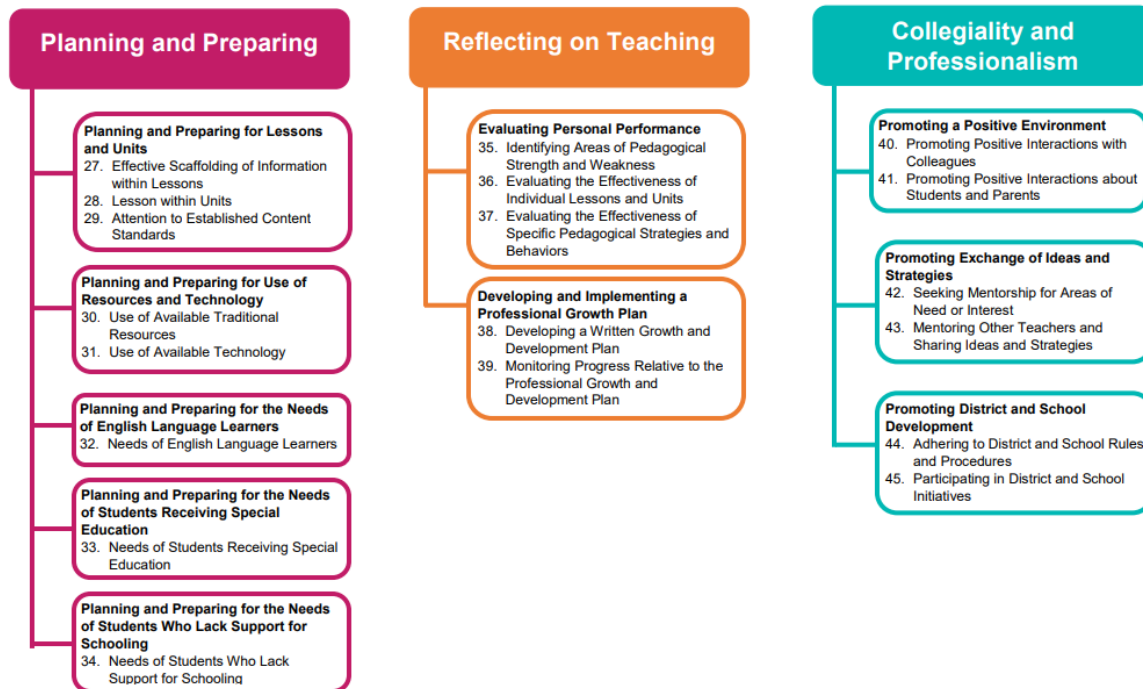 Planning and Preparing
Planning and Preparing for Lessons
and Units
27. Effective Scaffolding of Information
within Lessons
28. Lesson within Units
29. Attention to Established Content
Standards
Planning and Preparing for Use of
Resources and Technology
30. Use of Available Traditional
Resources
31. Use of Available Technology
Planning and Preparing for the Needs
of English Language Learners
32. Needs of English Language Learners
Planning and Preparing for the Needs
of Students Receiving Special
Education
33. Needs of Students Receiving Special
Education
Planning and Preparing for the Needs
of Students Who Lack Support for
Schooling
34. Needs of Students Who Lack
Support for Schooling
Reflecting on Teaching
Evaluating Personal Performance
35. Identifying Areas of Pedagogical
Strength and Weakness
36. Evaluating the Effectiveness of
Individual Lessons and Units
37. Evaluating the Effectiveness of
Specific Pedagogical Strategies and
Behaviors
Developing and Implementing a
Professional Growth Plan
38. Developing a Written Growth and
Development Plan
39. Monitoring Progress Relative to the
Professional Growth and
Development Plan
Collegiality and
Professionalism
Promoting a Positive Environment
40. Promoting Positive Interactions with
Colleagues
41. Promoting Positive Interactions about
Students and Parents
Promoting Exchange of Ideas and
Strategies
42. Seeking Mentorship for Areas of
Need or Interest
43. Mentoring Other Teachers and
Sharing Ideas and Strategies
Promoting District and School
Development
44. Adhering to District and School Rules
and Procedures
45. Participating in District and School
Initiatives